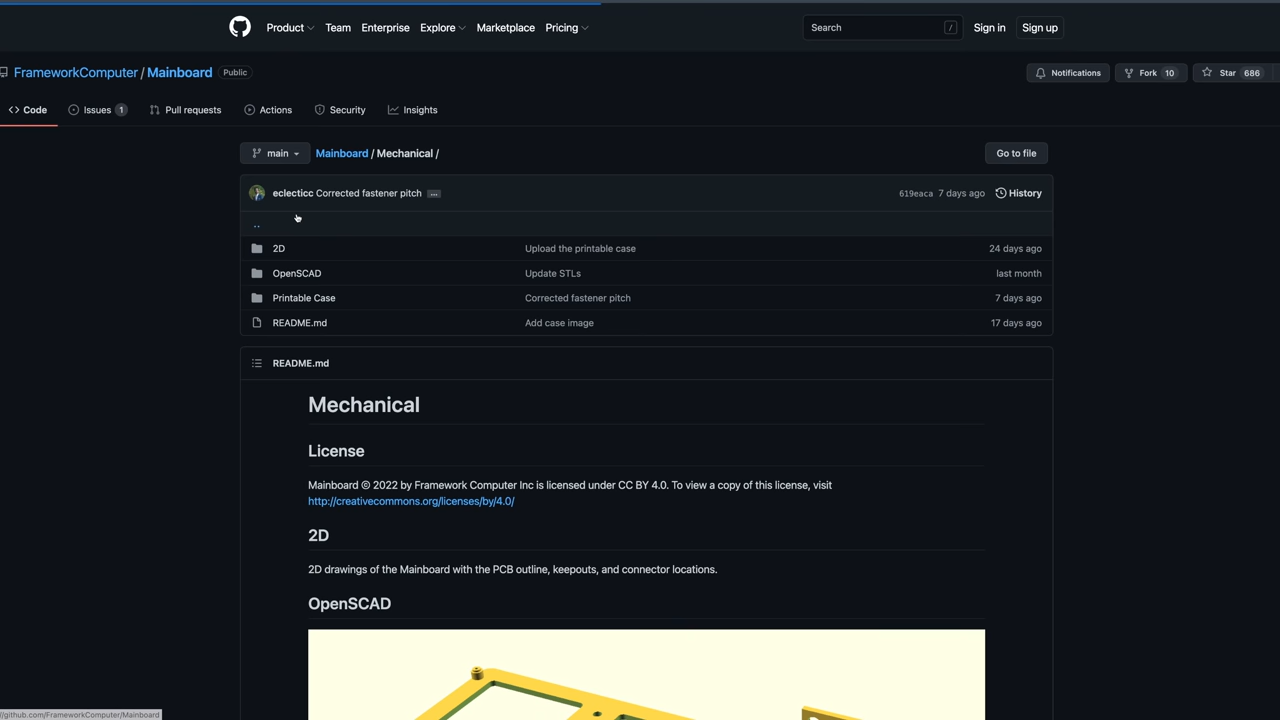 Product Team Enterprise Explore Marketplace Pricing Search / Sign in Sign up
FrameworkComputer / Mainboard Public Notifications Fork 10 Star 686
Code Issues 1 Pull requests Actions Security Insights
main Mainboard / Mechanical / Go to file
eclecticc Corrected fastener pitch ... 619eaca 7 days ago History
..
2D Upload the printable case 24 days ago
OpenSCAD Update STLs last month
Printable Case Corrected fastener pitch 7 days ago
README.md Add case image 17 days ago
README.md
Mechanical
License
Mainboard © 2022 by Framework Computer Inc is licensed under CC BY 4.0. To view a copy of this license, visit
http://creativecommons.org/licenses/by/4.0/
2D
2D drawings of the Mainboard with the PCB outline, keepouts, and connector locations.
OpenSCAD
//github.com/FrameworkComputer/Mainboard